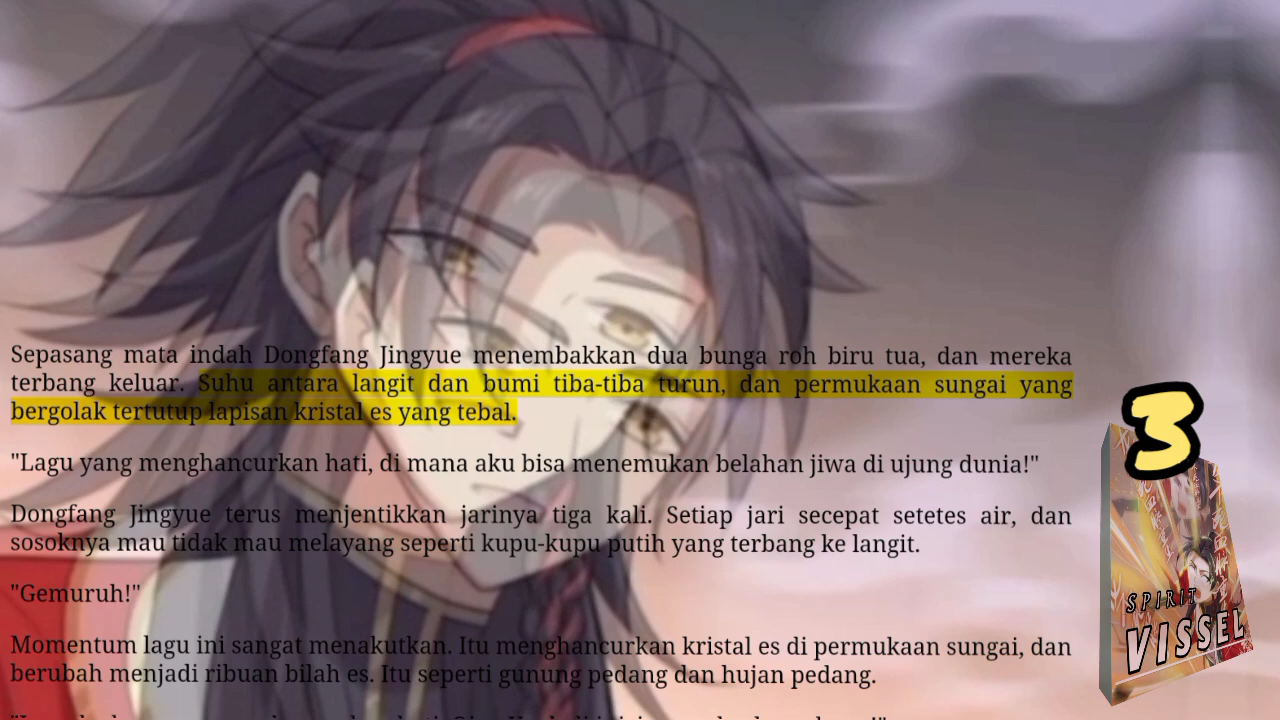 Sepasang mata indah Dongfang Jingyue menembakkan dua bunga roh biru tua, dan mereka
terbang keluar. Suhu antara langit dan bumi tiba-tiba turun, dan permukaan sungai yang
bergolak tertutup lapisan kristal es yang tebal.
"Lagu yang menghancurkan hati, di mana aku bisa menemukan belahan jiwa di ujung dunia!"
Dongfang Jingyue terus menjentikkan jarinya tiga kali. Setiap jari secepat setetes air, dan
sosoknya mau tidak mau melayang seperti kupu-kupu putih yang terbang ke langit.
"Gemuruh!"
Momentum lagu ini sangat menakutkan. Itu menghancurkan kristal es di permukaan sungai, dan
berubah menjadi ribuan bilah es. Itu seperti gunung pedang dan hujan pedang.
3
SPIRIT
VISSEL